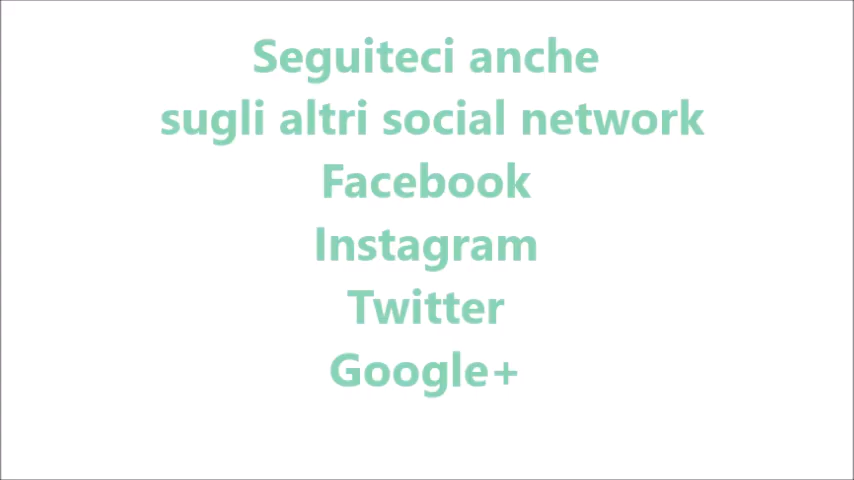 Seguiteci anche
sugli altri social network
Facebook
Instagram
Twitter
Google+